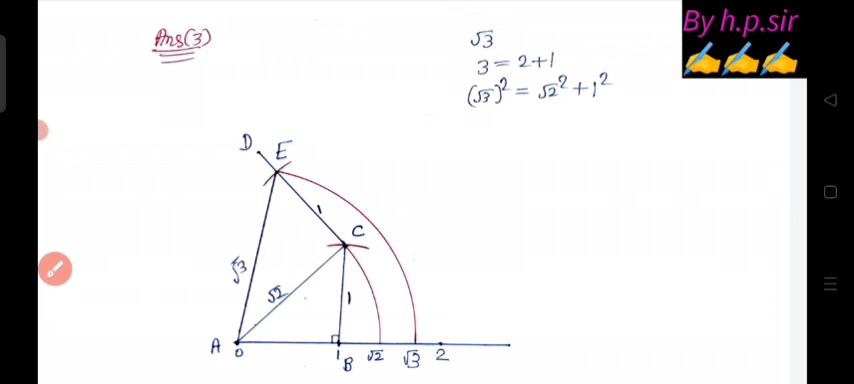 Ans(3)
√3
3 = 2+1
(√3)² = √2² + 1²
By h.p.sir
D
E
1
C
√3
√2
1
A
0
1
B
√2
√3
2